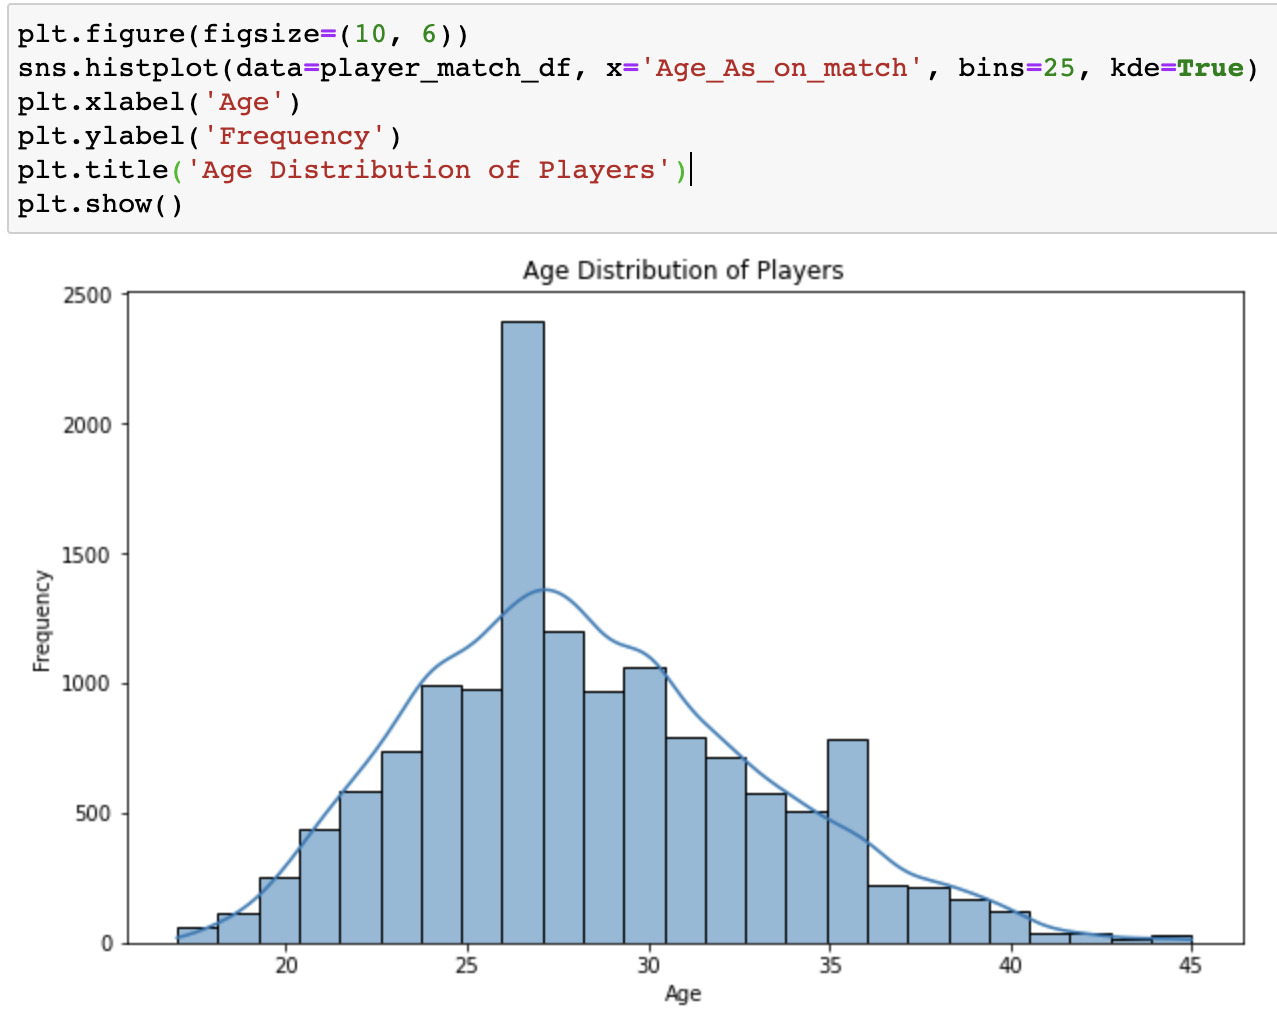 plt.figure(figsize=(10, 6))
sns.histplot(data=player_match_df, x='Age_As_on_match', bins=25, kde=True)
plt.xlabel('Age')
plt.ylabel('Frequency')
plt.title('Age Distribution of Players')
plt.show()
Age Distribution of Players
2500
2000
1500
1000
500
0
Frequency
20 25 30 35 40 45
Age